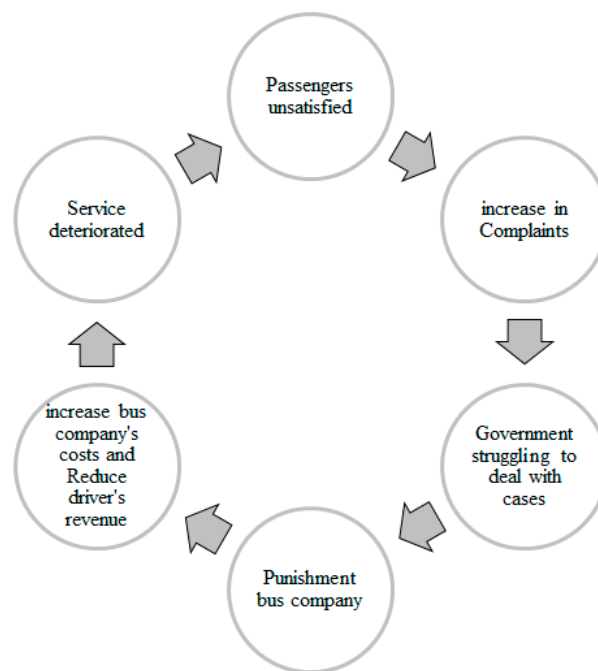 Passengers
unsatisfied
increase in
Complaints
Government
struggling to
deal with
cases
Punishment
bus company
increase bus
company's
costs and
Reduce
driver's
revenue
Service
deteriorated